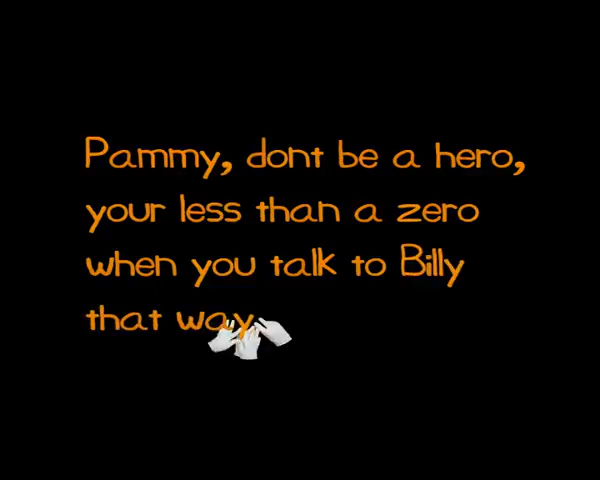 Pammy, dont be a hero,
your less than a zero
when you talk to Billy
that way.